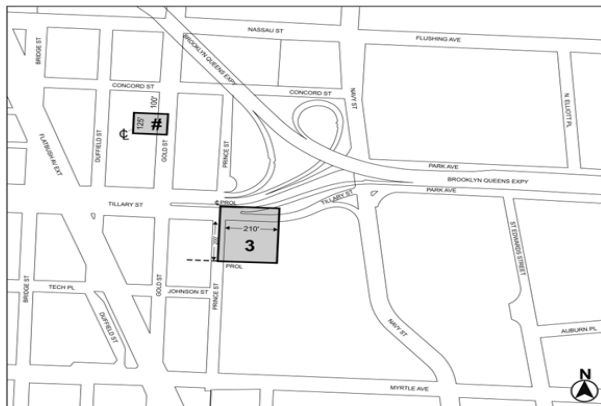 NASSAU ST
FLUSHING AVE
BRIDGE ST
BROOKLYN QUEENS EXPY
CONCORD ST
CONCORD ST
NAVY ST
N ELLIOTT PL
100'
125'
#
℄
FLATBUSH AV EXT
DUFFIELD ST
GOLD ST
PRINCE ST
PARK AVE
BROOKLYN QUEENS EXPY
PARK AVE
TILLARY ST
℄ PROL
TILLARY ST
210'
3
ST EDWARDS STREET
PROL
BRIDGE ST
TECH PL
GOLD ST
JOHNSON ST
PRINCE ST
DUFFIELD ST
NAVY ST
AUBURN PL
MYRTLE AVE
N